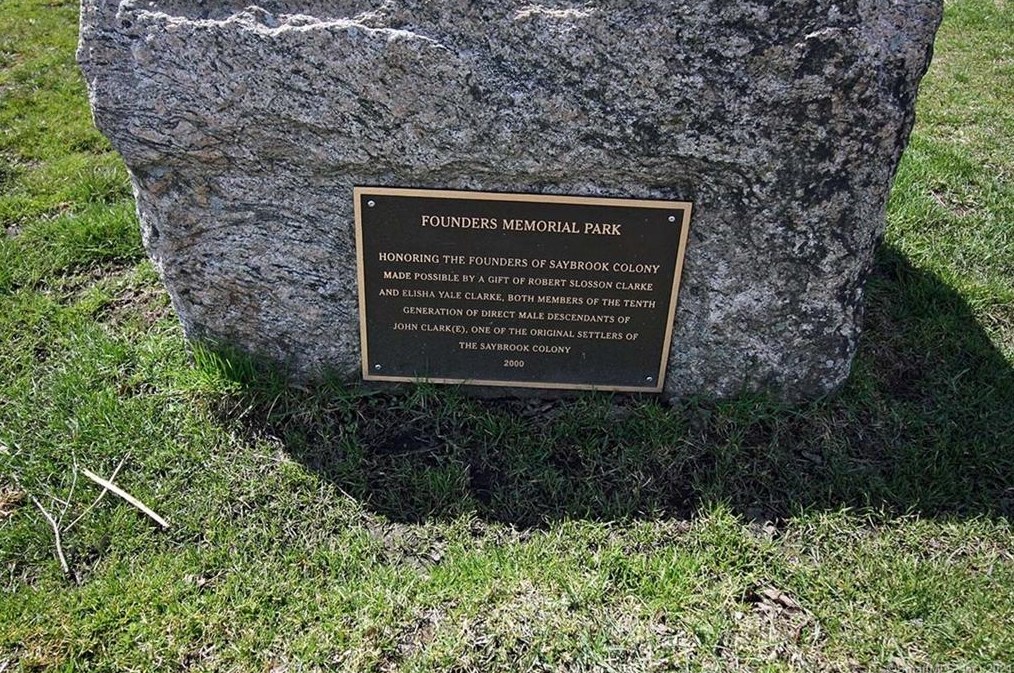 FOUNDERS MEMORIAL PARK
HONORING THE FOUNDERS OF SAYBROOK COLONY
MADE POSSIBLE BY A GIFT OF ROBERT SLOSSON CLARKE
AND ELISHA YALE CLARKE, BOTH MEMBERS OF THE TENTH
GENERATION OF DIRECT MALE DESCENDANTS OF
JOHN CLARK(E), ONE OF THE ORIGINAL SETTLERS OF
THE SAYBROOK COLONY
2000